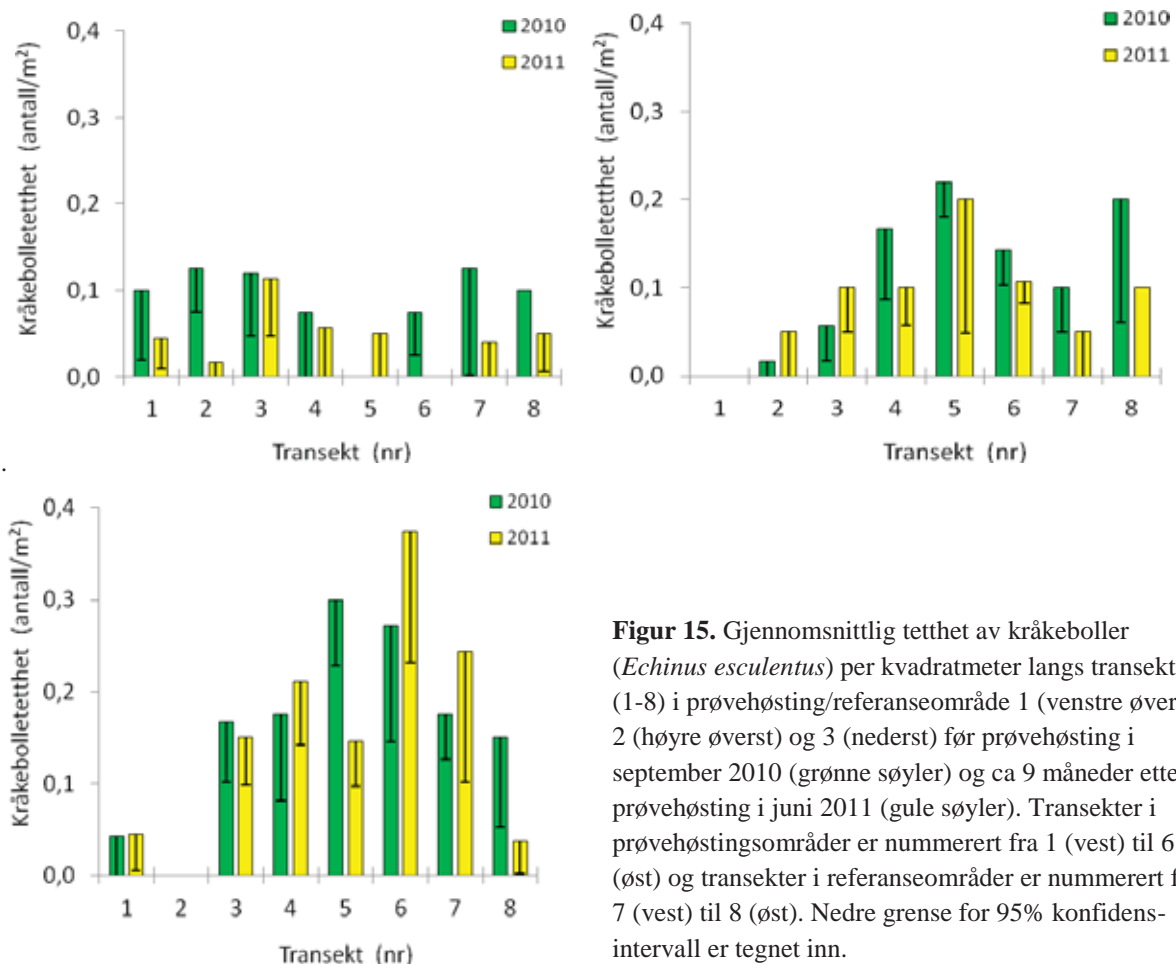 0,4
0,3
0,2
0,1
0,0
Kråkebolletetthet (antall/m²)
2010
2011
1 2 3 4 5 6 7 8
Transekt (nr)
0,4
0,3
0,2
0,1
0,0
Kråkebolletetthet (antall/m²)
2010
2011
1 2 3 4 5 6 7 8
Transekt (nr)
.
0,4
0,3
0,2
0,1
0,0
Kråkebolletetthet (antall/m²)
2010
2011
1 2 3 4 5 6 7 8
Transekt (nr)
Figur 15. Gjennomsnittlig tetthet av kråkeboller
(Echinus esculentus) per kvadratmeter langs transekt
(1-8) i prøvehøsting/referanseområde 1 (venstre øver
2 (høyre øverst) og 3 (nederst) før prøvehøsting i
september 2010 (grønne søyler) og ca 9 måneder ette
prøvehøsting i juni 2011 (gule søyler). Transekter i
prøvehøstingsområder er nummerert fra 1 (vest) til 6
(øst) og transekter i referanseområder er nummerert f
7 (vest) til 8 (øst). Nedre grense for 95% konfidens-
intervall er tegnet inn.